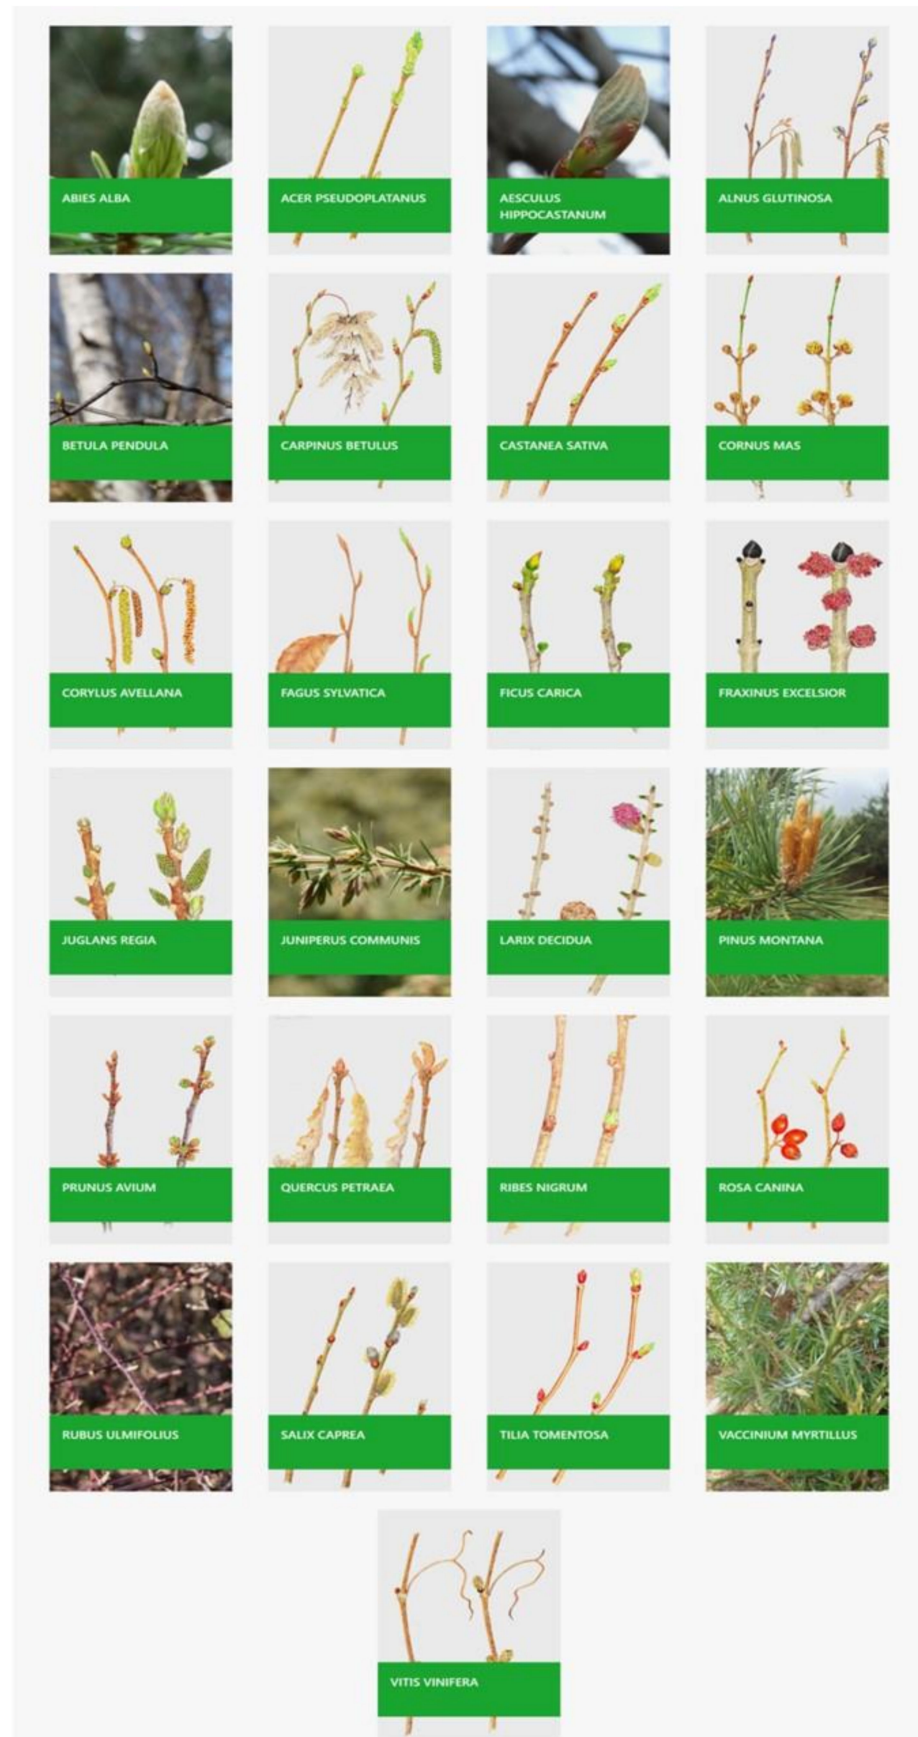 ABIES ALBA
ACER PSEUDOPLATANUS
AESCULUS
HIPPOCASTANUM
ALNUS GLUTINOSA
BETULA PENDULA
CARPINUS BETULUS
CASTANEA SATIVA
CORNUS MAS
CORYLUS AVELLANA
FAGUS SYLVATICA
FICUS CARICA
FRAXINUS EXCELSIOR
JUGLANS REGIA
JUNIPERUS COMMUNIS
LARIX DECIDUA
PINUS MONTANA
PRUNUS AVIUM
QUERCUS PETRAEA
RIBES NIGRUM
ROSA CANINA
RUBUS ULMIFOLIUS
SALIX CAPREA
TILIA TOMENTOSA
VACCINIUM MYRTILLUS
VITIS VINIFERA